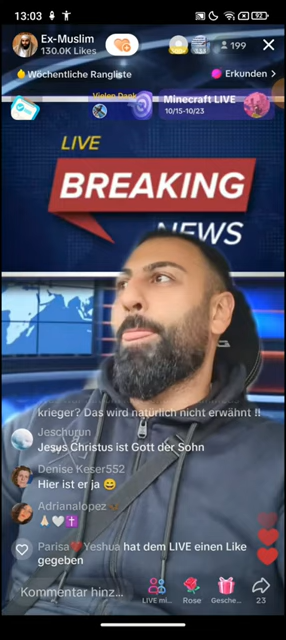 13:03
92
Ex-Muslim
130.0K Likes
199
Wöchentliche Rangliste
Erkunden >
Vielen Dank
Minecraft LIVE
10/15-10/23
LIVE
BREAKING
NEWS
krieger? Das wird natürlich nicht erwähnt !!
Jeschurun
Jesus Christus ist Gott der Sohn
Denise Keser552
Hier ist er ja 😄
Adrianalopez
🙏🏻🤍✝️
Parisa❤️Yeshua hat dem LIVE einen Like
gegeben
Kommentar hinz...
LIVE mi...
Rose
Gesche...
23